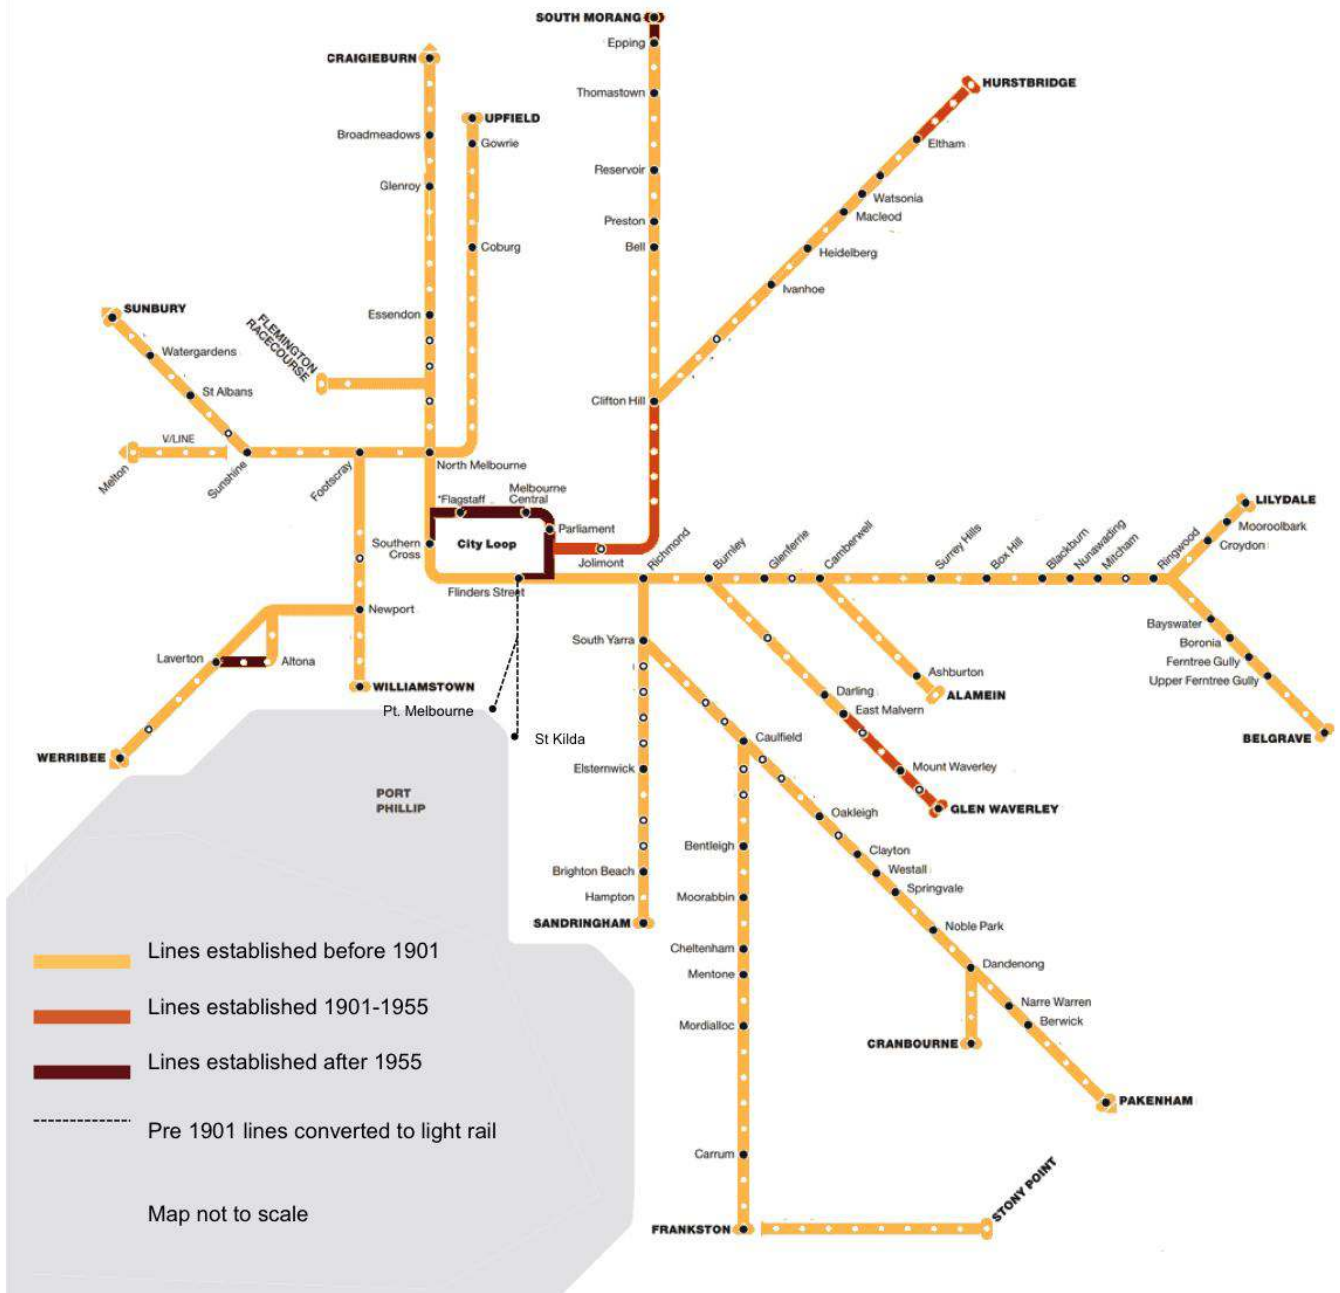 SOUTH MORANG
Epping
CRAIGIEBURN
HURSTBRIDGE
Thomastown
UPFIELD
Broadmeadows
Gowrie
Eltham
Reservoir
Glenroy
Watsonia
Macleod
Preston
Bell
Coburg
Heidelberg
Ivanhoe
SUNBURY
Essendon
FLEMINGTON
RACECOURSE
Watergardens
St Albans
Clifton Hill
V/LINE
Melton
Sunshine
Footscray
North Melbourne
Melbourne
Central
*Flagstaff
Parliament
Southern
Cross
City Loop
Jolimont
Flinders Street
Richmond
Burnley
Glenferrie
Camberwell
Surrey Hills
Box Hill
Blackburn
Nunawading
Mitcham
Ringwood
LILYDALE
Mooroolbark
Croydon
Newport
South Yarra
Bayswater
Boronia
Ferntree Gully
Upper Ferntree Gully
Laverton
Altona
Ashburton
WILLIAMSTOWN
Darling
ALAMEIN
Pt. Melbourne
East Malvern
St Kilda
Caulfield
BELGRAVE
WERRIBEE
Elsternwick
Mount Waverley
PORT
PHILLIP
Oakleigh
GLEN WAVERLEY
Bentleigh
Clayton
Westall
Brighton Beach
Springvale
Hampton
Moorabbin
SANDRINGHAM
Noble Park
Cheltenham
Mentone
Dandenong
Narre Warren
Berwick
Mordialloc
CRANBOURNE
PAKENHAM
Carrum
FRANKSTON
STONY POINT
Lines established before 1901
Lines established 1901-1955
Lines established after 1955
Pre 1901 lines converted to light rail
Map not to scale